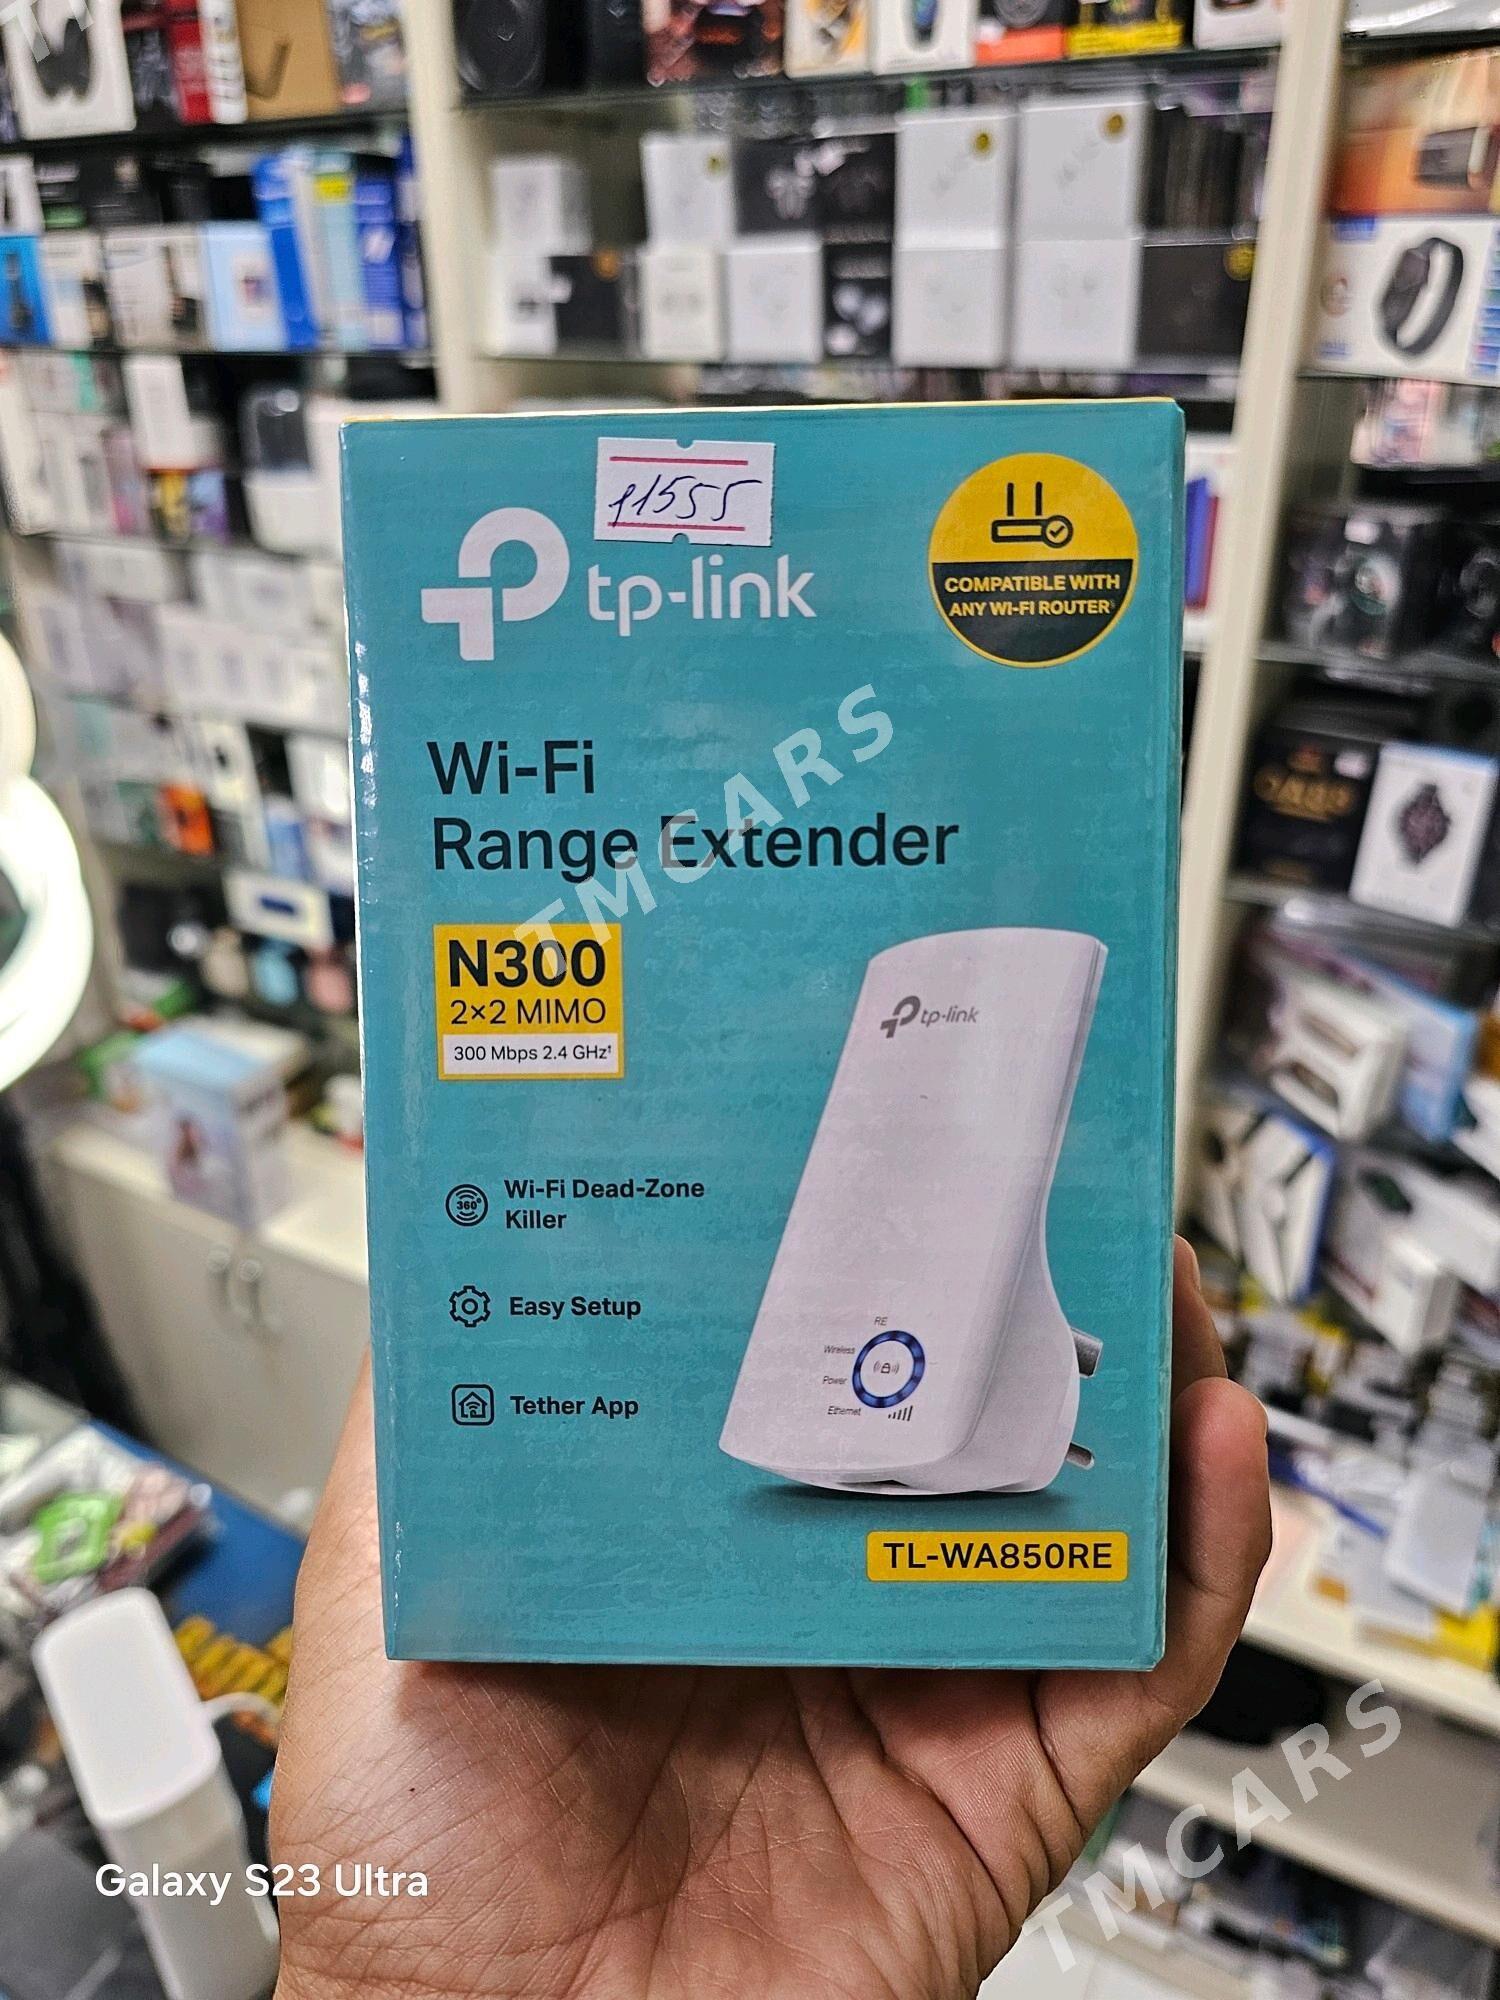 11555
tp-link
COMPATIBLE WITH
ANY WI-FI ROUTER
Wi-Fi
Range Extender
N300
2×2 MIMO
300 Mbps 2.4 GHz†
tp-link
360°
Wi-Fi Dead-Zone
Killer
Easy Setup
Tether App
RE
Wireless
Power
Ethernet
TL-WA850RE
TMCARS
TMCARS
Galaxy S23 Ultra